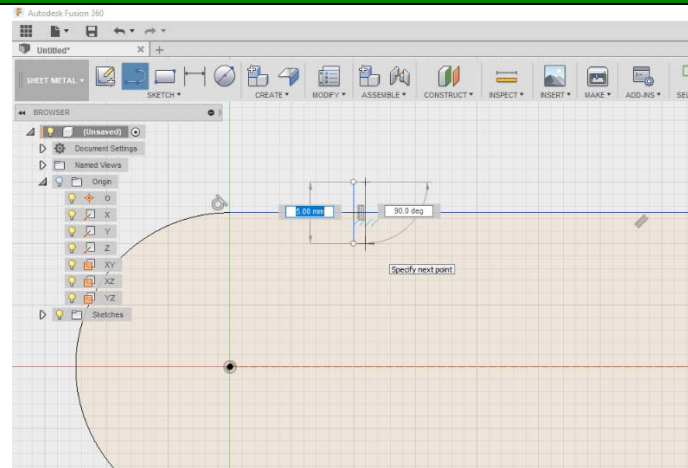 Autodesk Fusion 360
Untitled*
SHEET METAL
SKETCH
CREATE
MODIFY
ASSEMBLE
CONSTRUCT
INSPECT
INSERT
MAKE
ADD-INS
SEL
BROWSER
(Unsaved)
Document Settings
Named Views
Origin
O
X
Y
Z
XY
XZ
YZ
Sketches
5.00 mm
90.0 deg
Specify next point